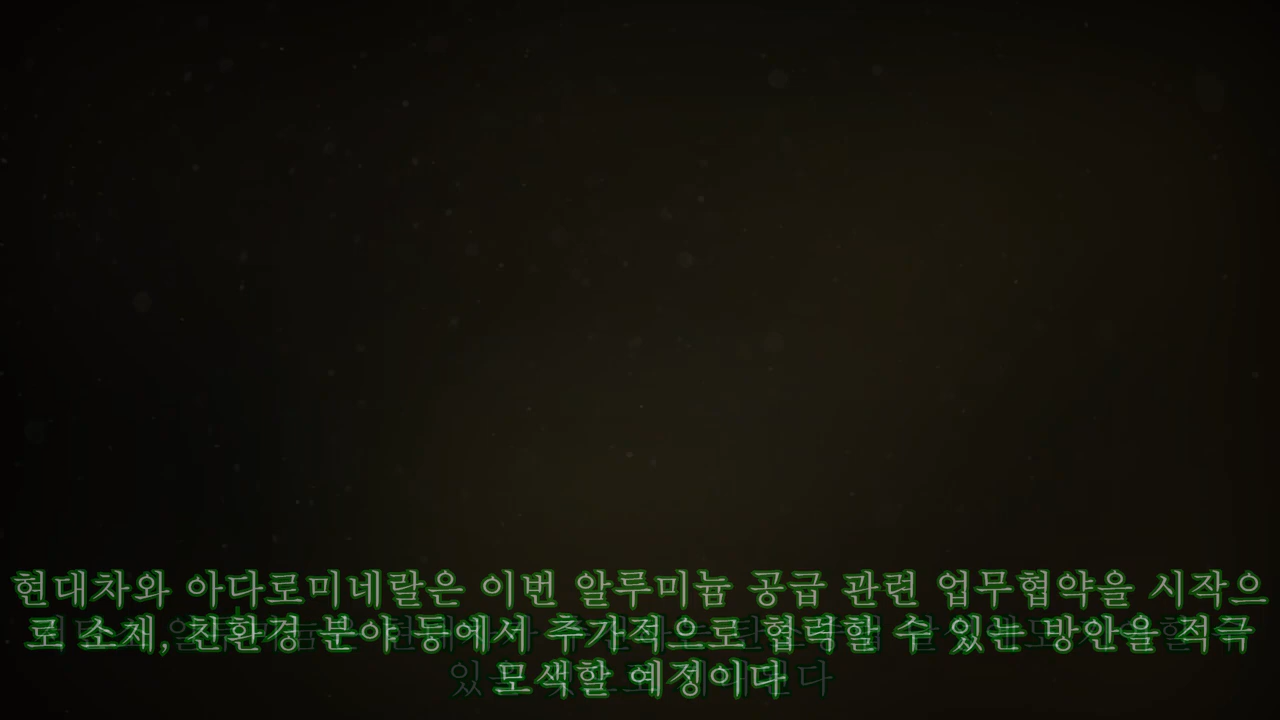 현대차와 아다로미네랄은 이번 알루미늄 공급 관련 업무협약을 시작으
로 소재, 친환경 분야 등에서 추가적으로 협력할 수 있는 방안을 적극
모색할 예정이다